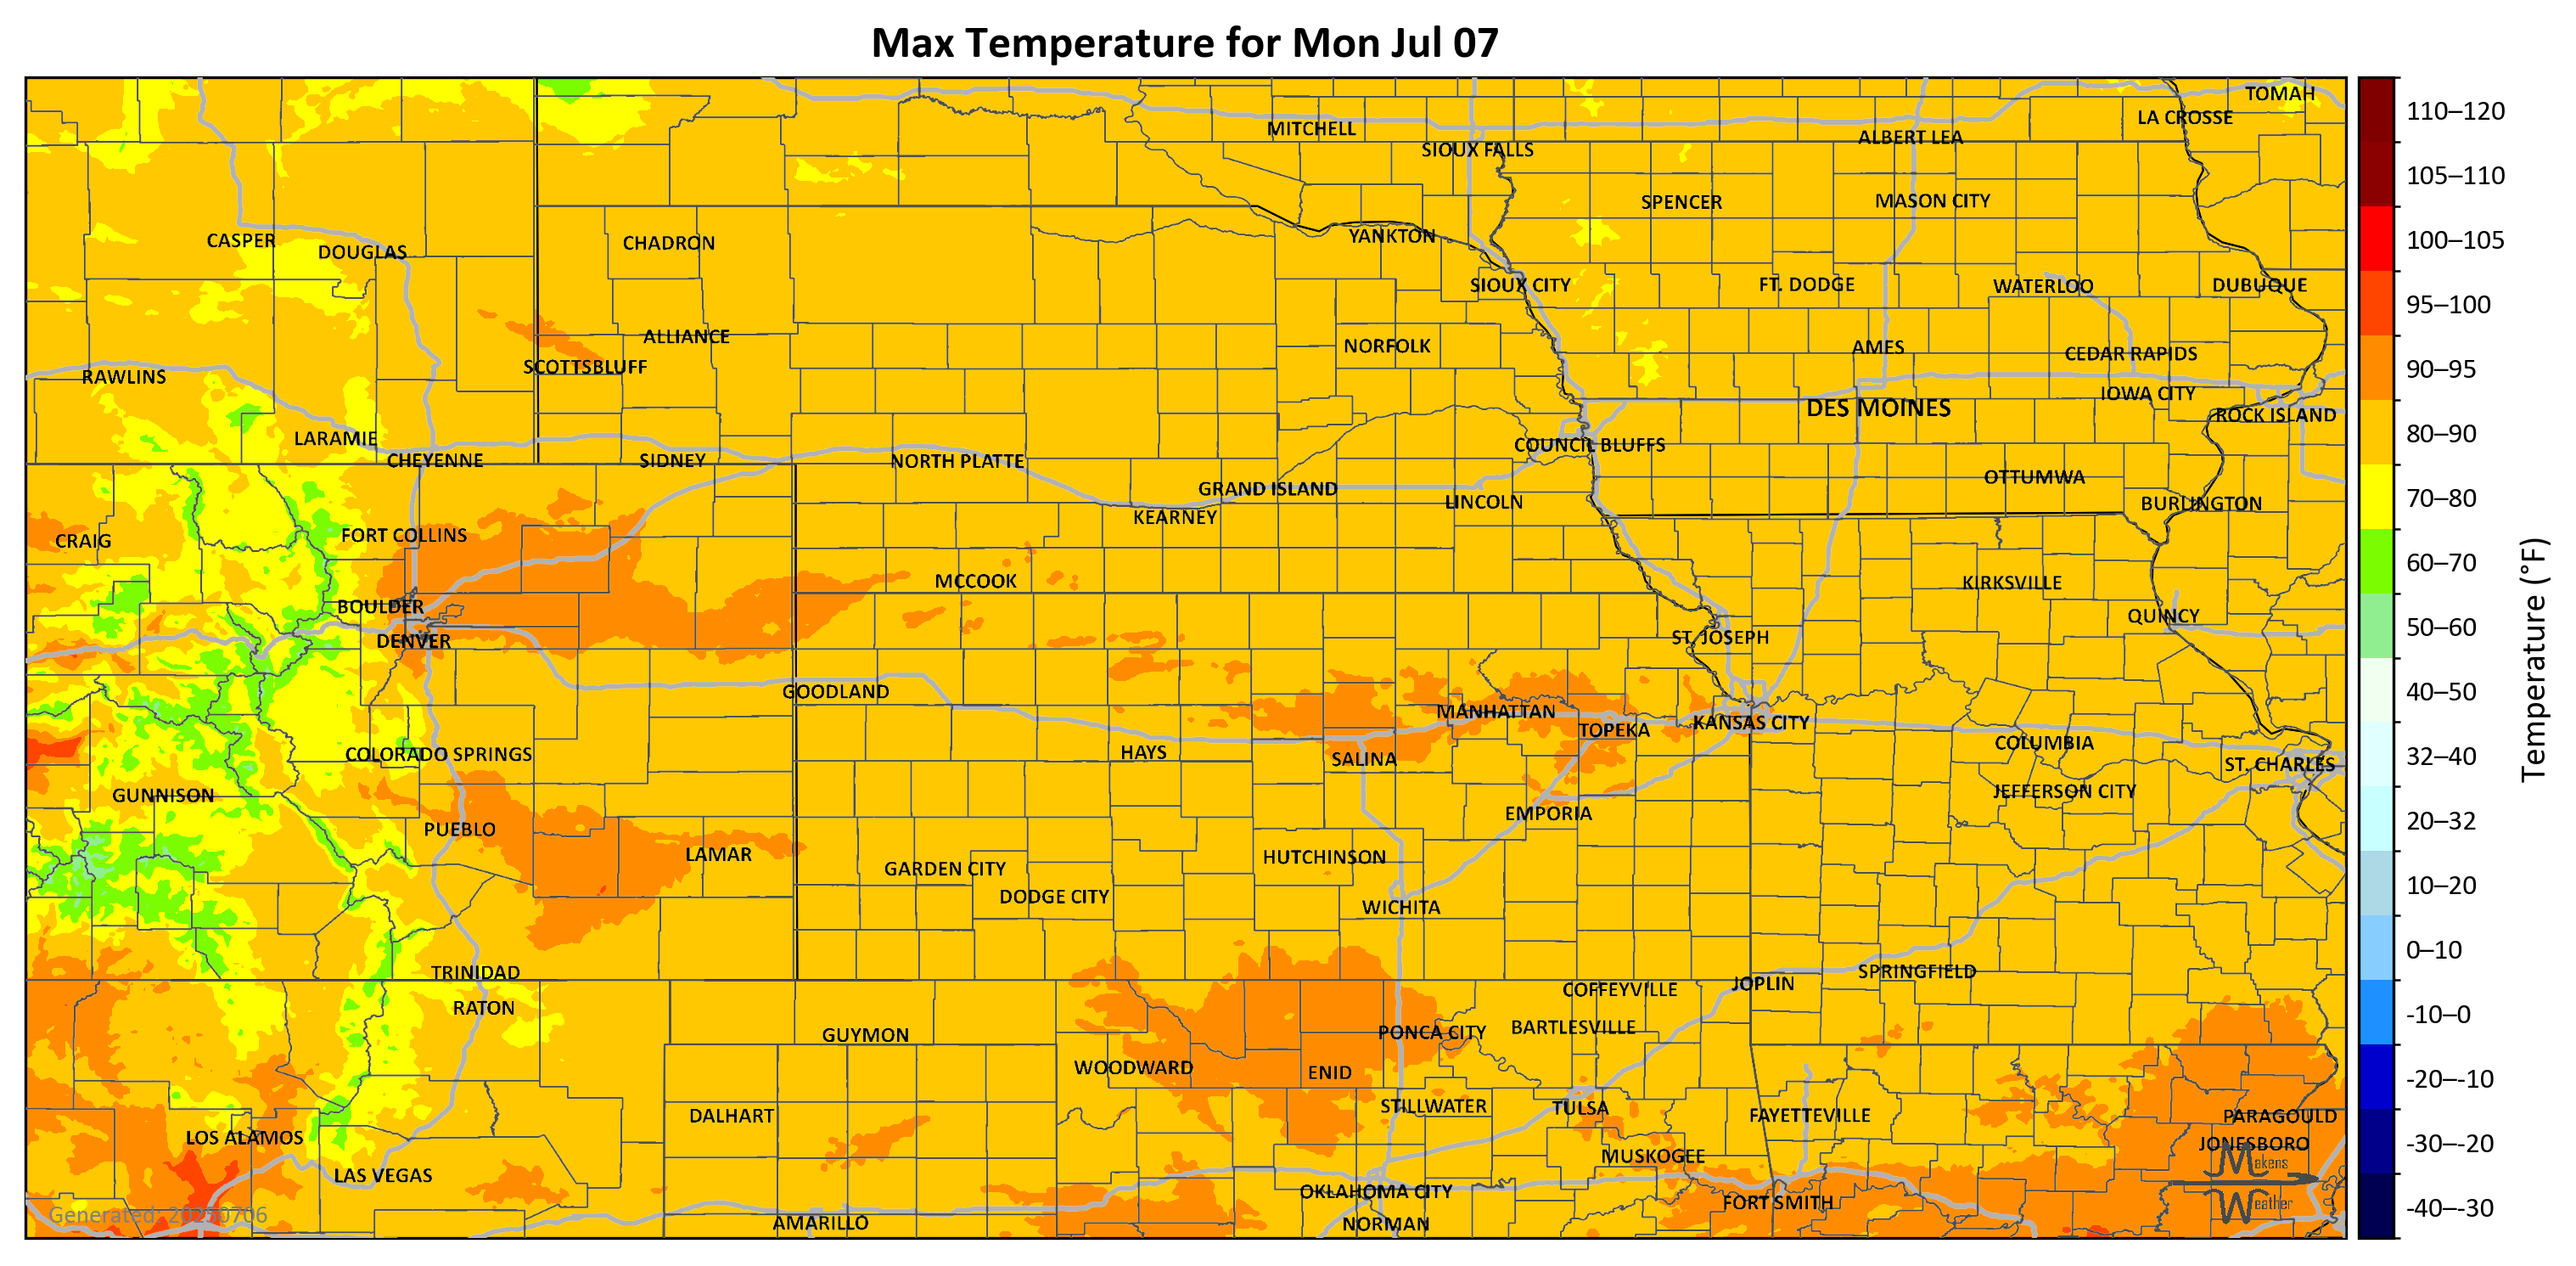 Max Temperature for Mon Jul 07
TOMAH
LA CROSSE
MITCHELL
ALBERT LEA
SIOUX FALLS
SPENCER
MASON CITY
YANKTON
CASPER
CHADRON
DOUGLAS
SIOUX CITY
FT. DODGE
WATERLOO
DUBUQUE
ALLIANCE
NORFOLK
AMES
CEDAR RAPIDS
SCOTTSBLUFF
RAWLINS
IOWA CITY
DES MOINES
ROCK ISLAND
LARAMIE
COUNCIL BLUFFS
CHEYENNE
SIDNEY
NORTH PLATTE
OTTUMWA
GRAND ISLAND
LINCOLN
BURLINGTON
KEARNEY
FORT COLLINS
CRAIG
MCCOOK
KIRKSVILLE
BOULDER
QUINCY
DENVER
ST. JOSEPH
GOODLAND
MANHATTAN
TOPEKA
KANSAS CITY
COLUMBIA
COLORADO SPRINGS
HAYS
SALINA
ST. CHARLES
GUNNISON
JEFFERSON CITY
EMPORIA
PUEBLO
LAMAR
HUTCHINSON
GARDEN CITY
DODGE CITY
WICHITA
TRINIDAD
SPRINGFIELD
JOPLIN
COFFEYVILLE
RATON
GUYMON
PONCA CITY
BARTLESVILLE
WOODWARD
ENID
STILLWATER
TULSA
DALHART
FAYETTEVILLE
PARAGOULD
LOS ALAMOS
JONESBORO
MUSKOGEE
LAS VEGAS
OKLAHOMA CITY
FORT SMITH
AMARILLO
NORMAN
Generated: 20250706
Makens
Weather
110–120
105–110
100–105
95–100
90–95
80–90
70–80
60–70
50–60
40–50
32–40
20–32
10–20
0–10
-10–0
-20–-10
-30–-20
-40–-30
Temperature (°F)